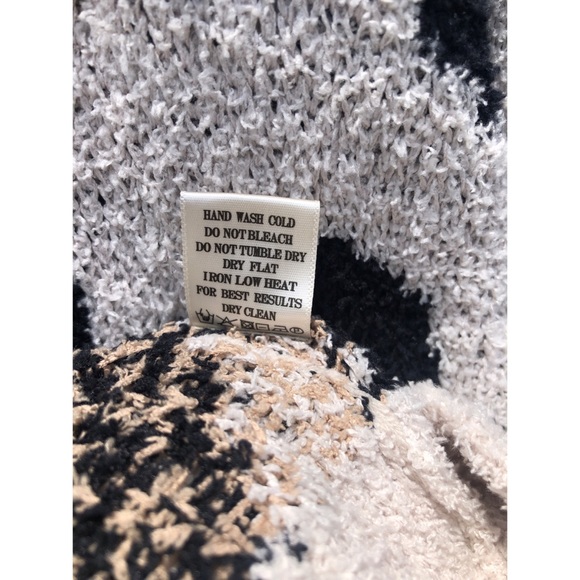 HAND WASH COLD
DO NOT BLEACH
DO NOT TUMBLE DRY
DRY FLAT
IRON LOW HEAT
FOR BEST RESULTS
DRY CLEAN